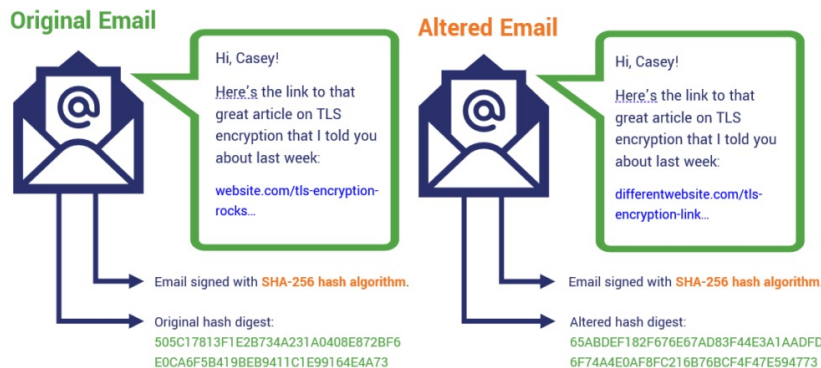 Original Email
Hi, Casey!
Here's the link to that
great article on TLS
encryption that I told you
about last week:
website.com/tls-encryption-
rocks...
Email signed with SHA-256 hash algorithm.
Original hash digest:
505C17813F1E2B734A231A0408E872BF6
E0CA6F5B419BEB9411C1E99164E4A73
Altered Email
Hi, Casey!
Here's the link to that
great article on TLS
encryption that I told you
about last week:
differentwebsite.com/tls-
encryption-link...
Email signed with SHA-256 hash algorithm.
Altered hash digest:
65ABDEF182F676E67AD83F44E3A1AADFD
6F74A4E0AF8FC216B76BCF4F47E594773